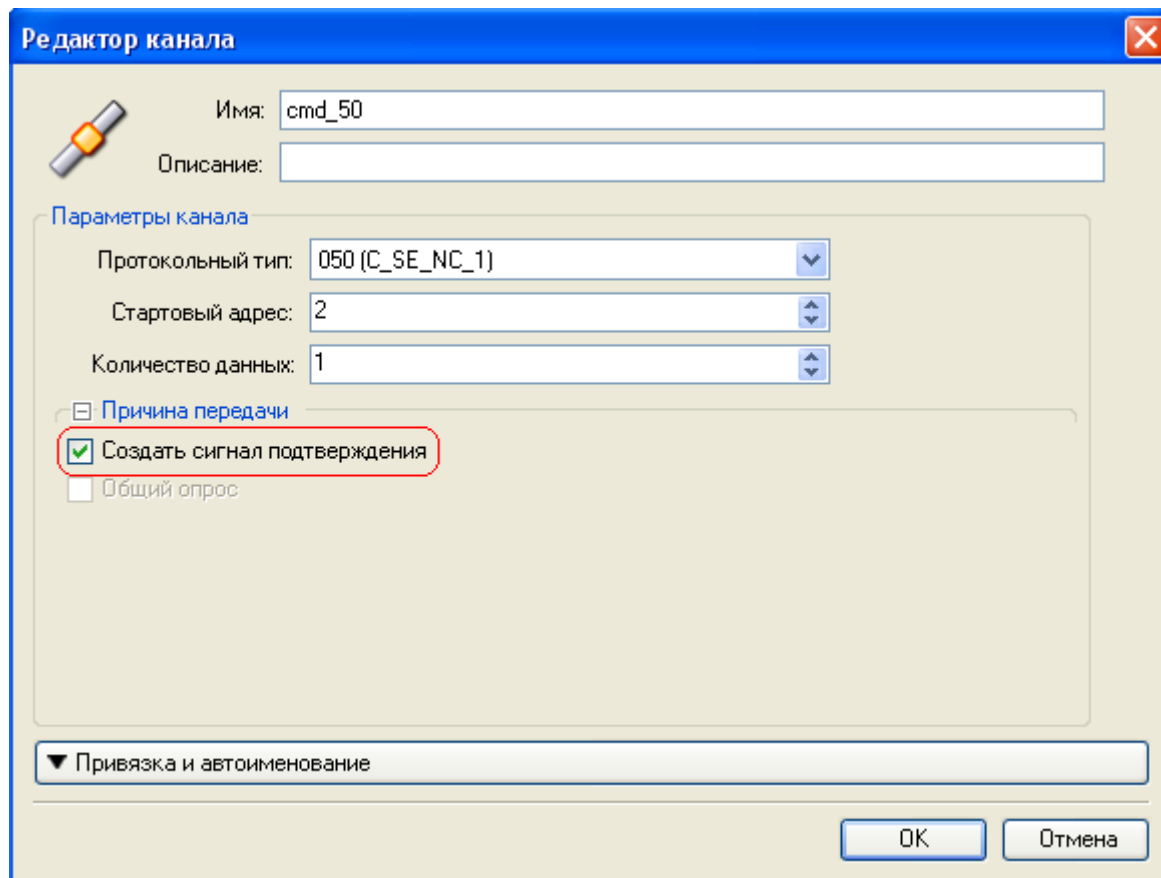 Редактор канала
Имя: cmd_50
Описание:
Параметры канала
Протокольный тип: 050 (C_SE_NC_1)
Стартовый адрес: 2
Количество данных: 1
Причина передачи
Создать сигнал подтверждения
Общий опрос
Привязка и автоименование
OK Отмена